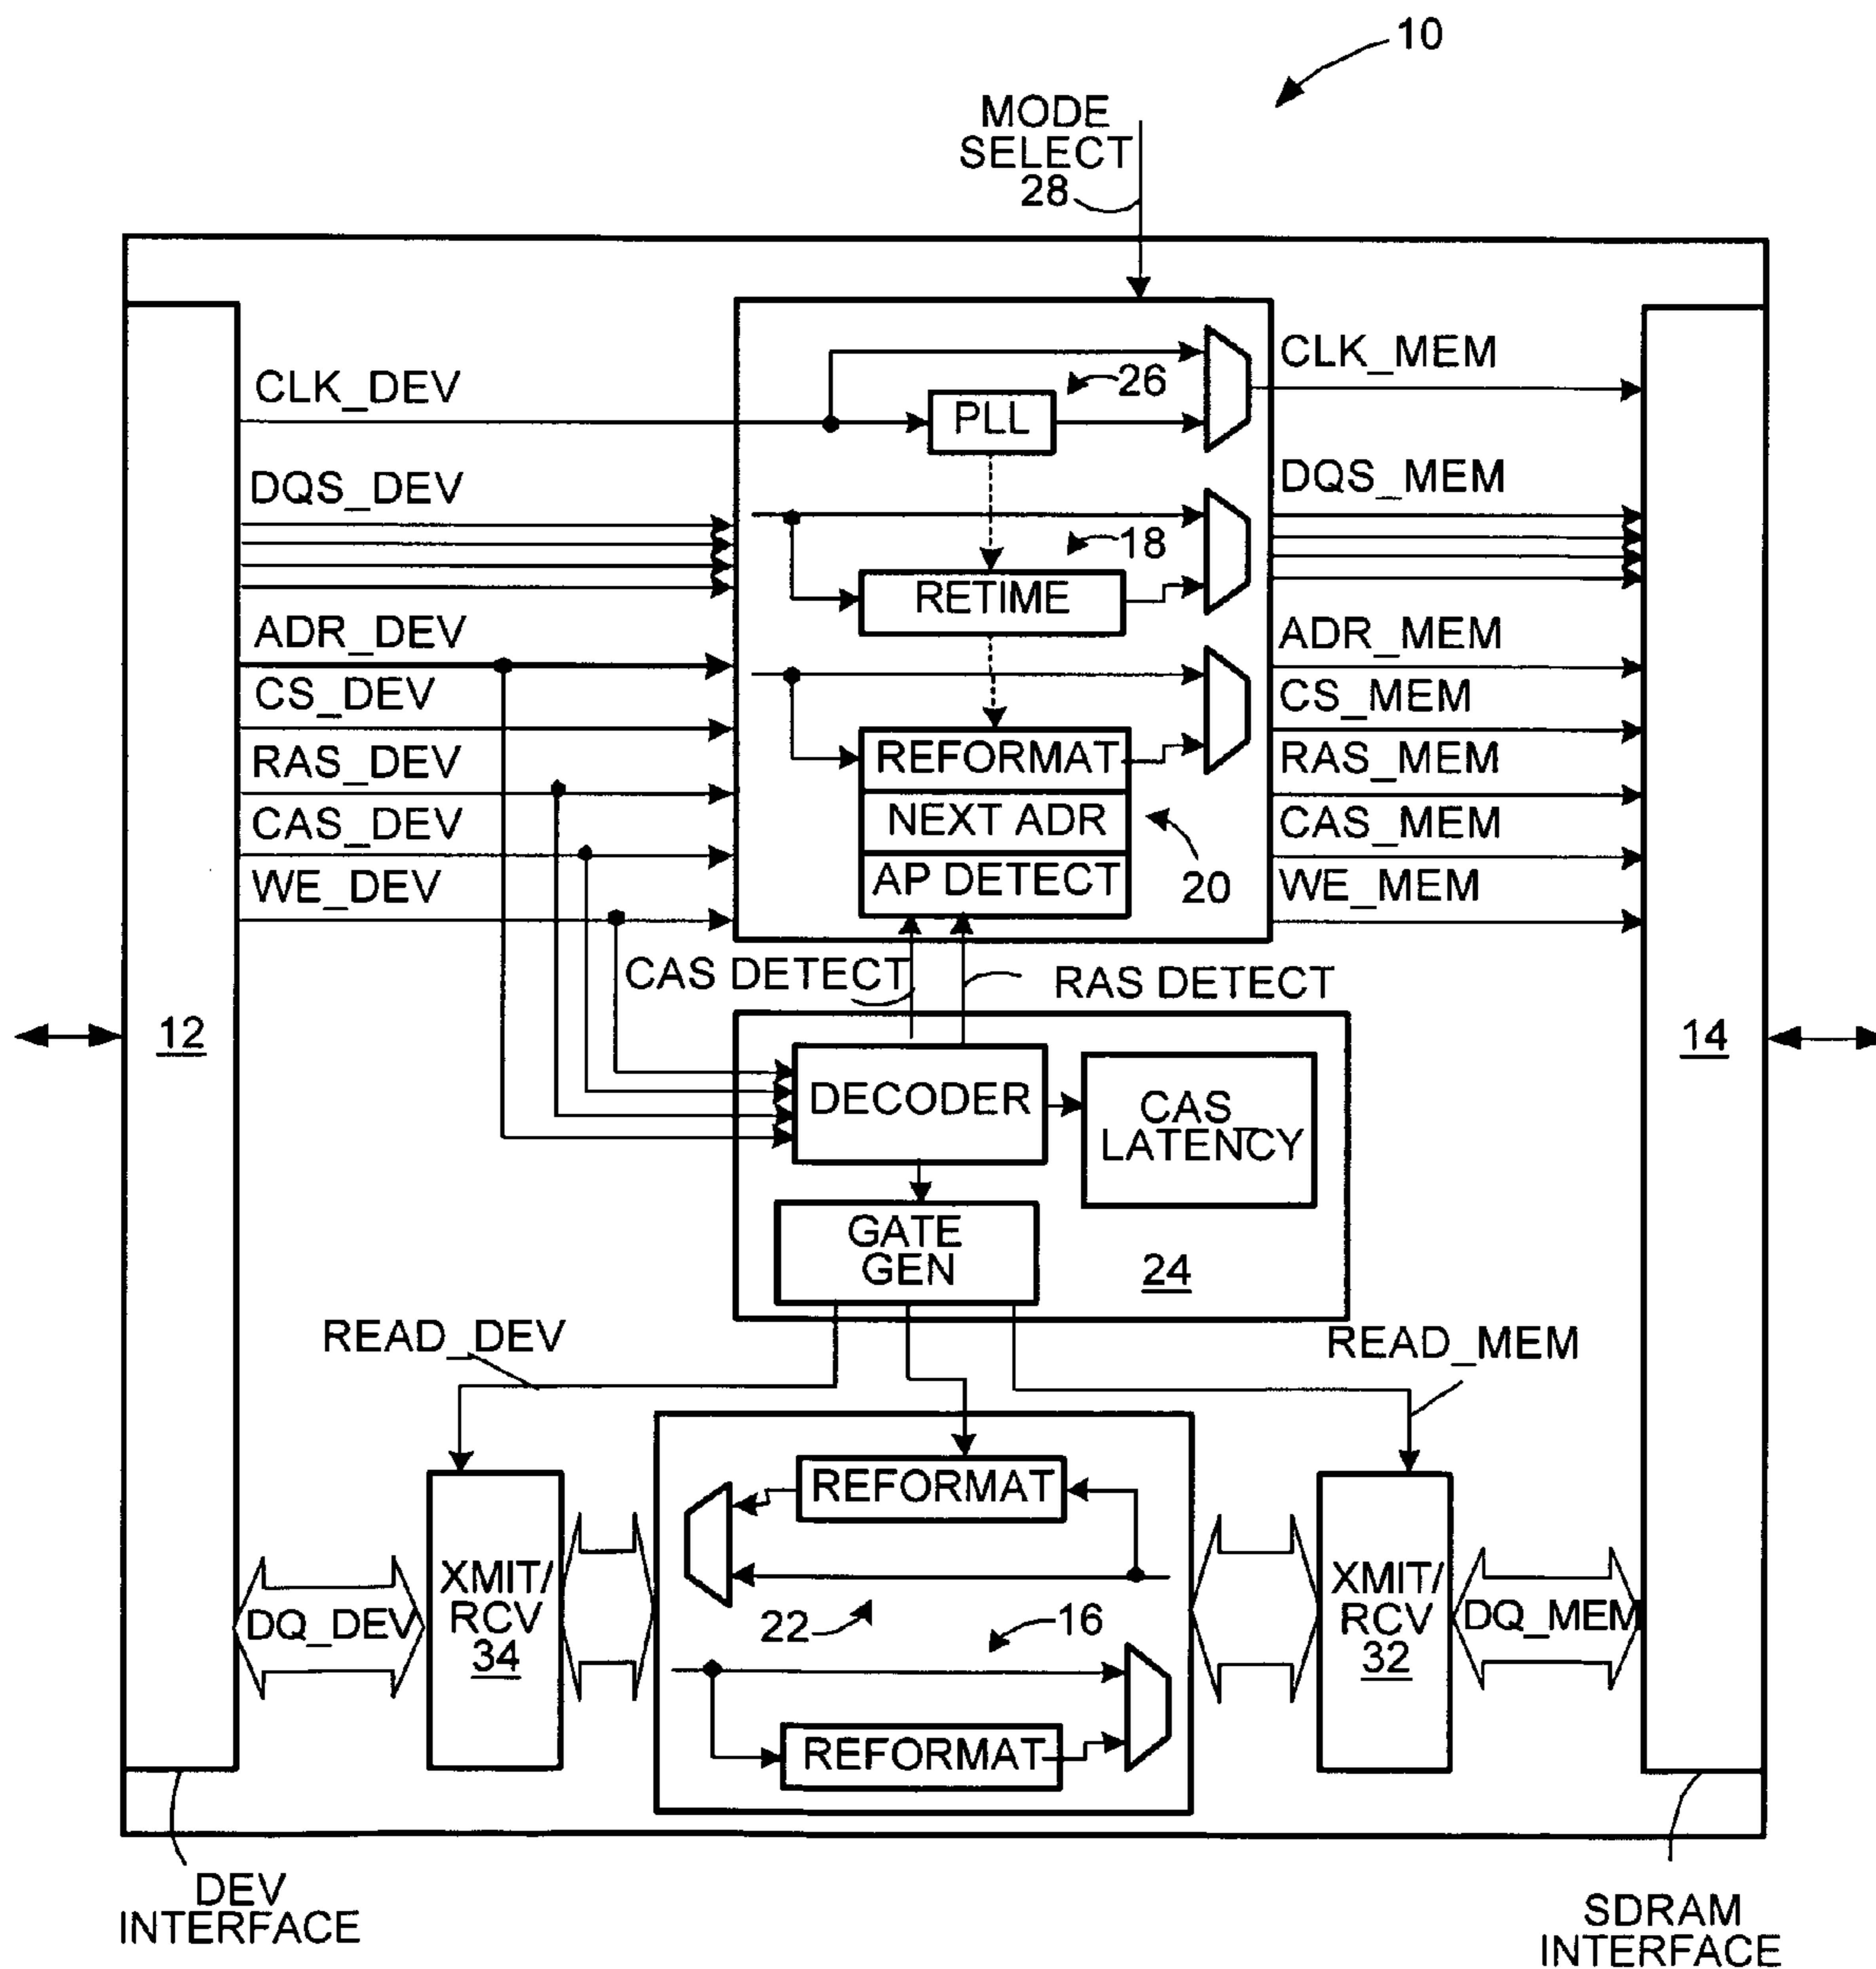 10
MODE
SELECT
28
CLK_DEV
26
PLL
CLK_MEM
DQS_DEV
18
RETIME
DQS_MEM
ADR_DEV
ADR_MEM
CS_DEV
CS_MEM
RAS_DEV
REFORMAT
RAS_MEM
CAS_DEV
NEXT ADR
CAS_MEM
WE_DEV
AP DETECT
20
WE_MEM
CAS DETECT
RAS DETECT
12
14
DECODER
CAS
LATENCY
GATE
GEN
24
READ_DEV
READ_MEM
REFORMAT
XMIT/
RCV
34
DQ_DEV
22
16
XMIT/
RCV
32
DQ_MEM
REFORMAT
DEV
INTERFACE
SDRAM
INTERFACE